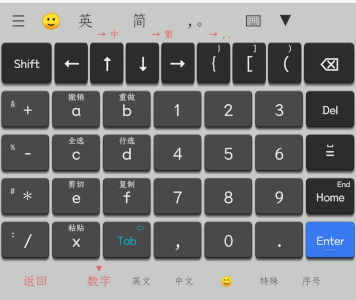 ☰ 🙂 英 简 ，。 ⌨ ▼
→ 中 → 繁 → , .
Shift ← ↑ ↓ → { } [ ] ( ) ⌫
& + 撤销 a 重做 b 1 2 3 Del
% - 全选 c 行选 d 4 5 6 =
# * 剪切 e 复制 f 7 8 9 End Home
: / 粘贴 x Tab , 0 . Enter
返回 数字 英文 中文 😀 特殊 序号